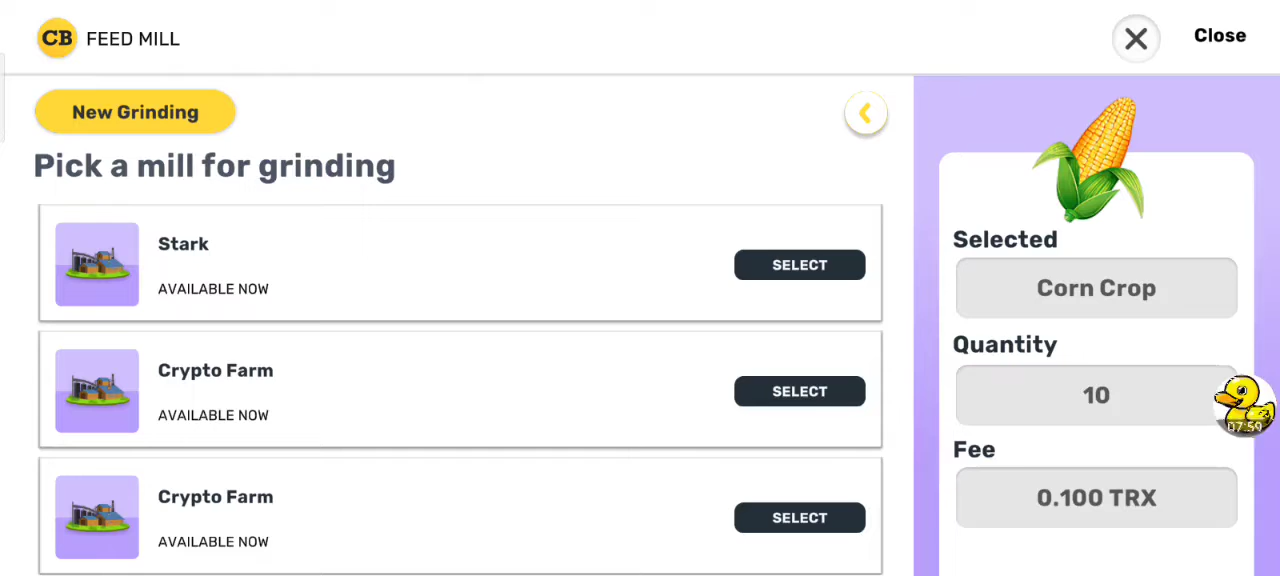 CB FEED MILL
Close
New Grinding
Pick a mill for grinding
Stark
AVAILABLE NOW
SELECT
Crypto Farm
AVAILABLE NOW
SELECT
Crypto Farm
AVAILABLE NOW
SELECT
Selected
Corn Crop
Quantity
10
07:59
Fee
0.100 TRX